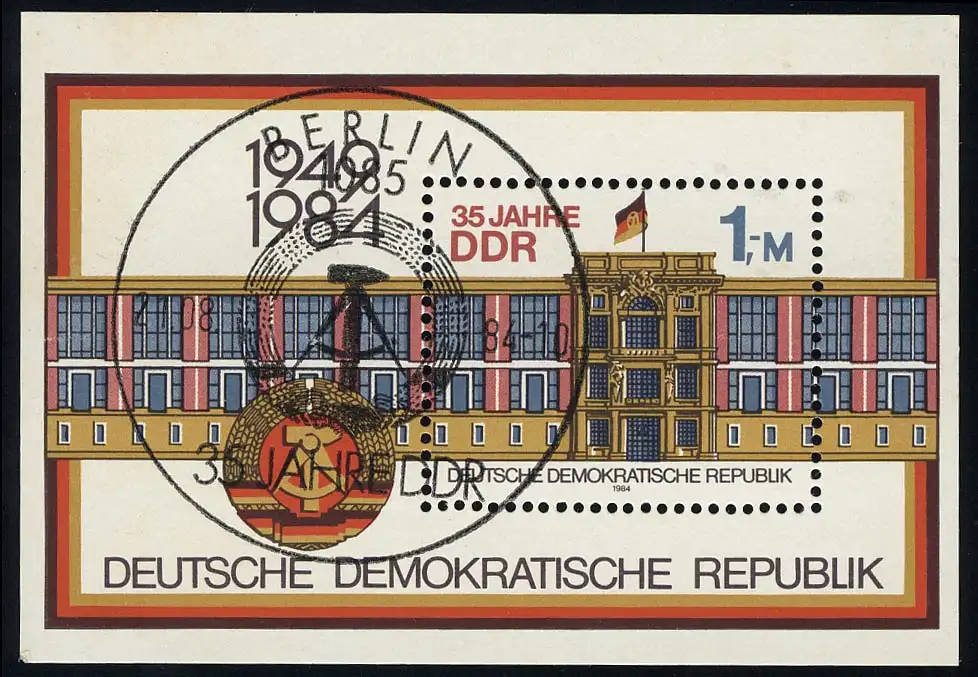 BERLIN
1085
1949
1984
35 JAHRE
DDR
1,-M
21.08
84-10
35 JAHRE DDR
DEUTSCHE DEMOKRATISCHE REPUBLIK
1984
DEUTSCHE DEMOKRATISCHE REPUBLIK